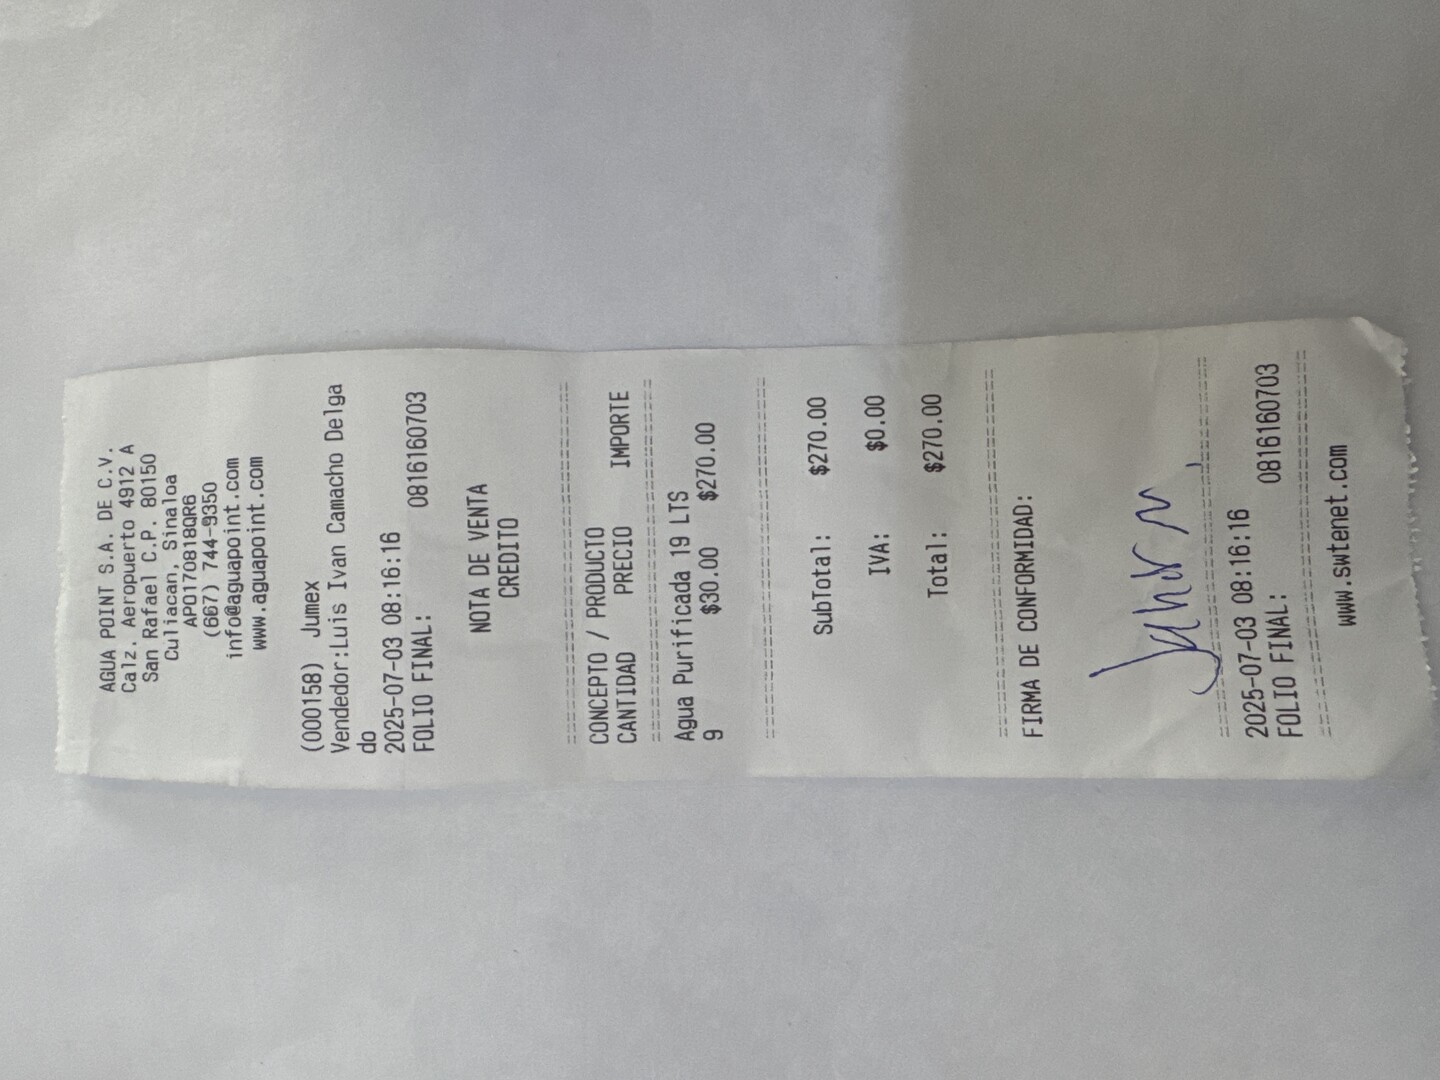 AGUA POINT S.A. DE C.V.
Calz. Aeropuerto 4912 A
San Rafael C.P. 80150
Culiacan, Sinaloa
APO170818QR6
(667) 744-9350
info@aguapoint.com
www.aguapoint.com
(000158) Jumex
Vendedor:Luis Ivan Camacho Delga
do
2025-07-03 08:16:16
FOLIO FINAL: 0816160703
NOTA DE VENTA
CREDITO
CONCEPTO / PRODUCTO
CANTIDAD PRECIO IMPORTE
Agua Purificada 19 LTS
9 $30.00 $270.00
SubTotal: $270.00
IVA: $0.00
Total: $270.00
FIRMA DE CONFORMIDAD:
2025-07-03 08:16:16
FOLIO FINAL: 0816160703
www.swtenet.com